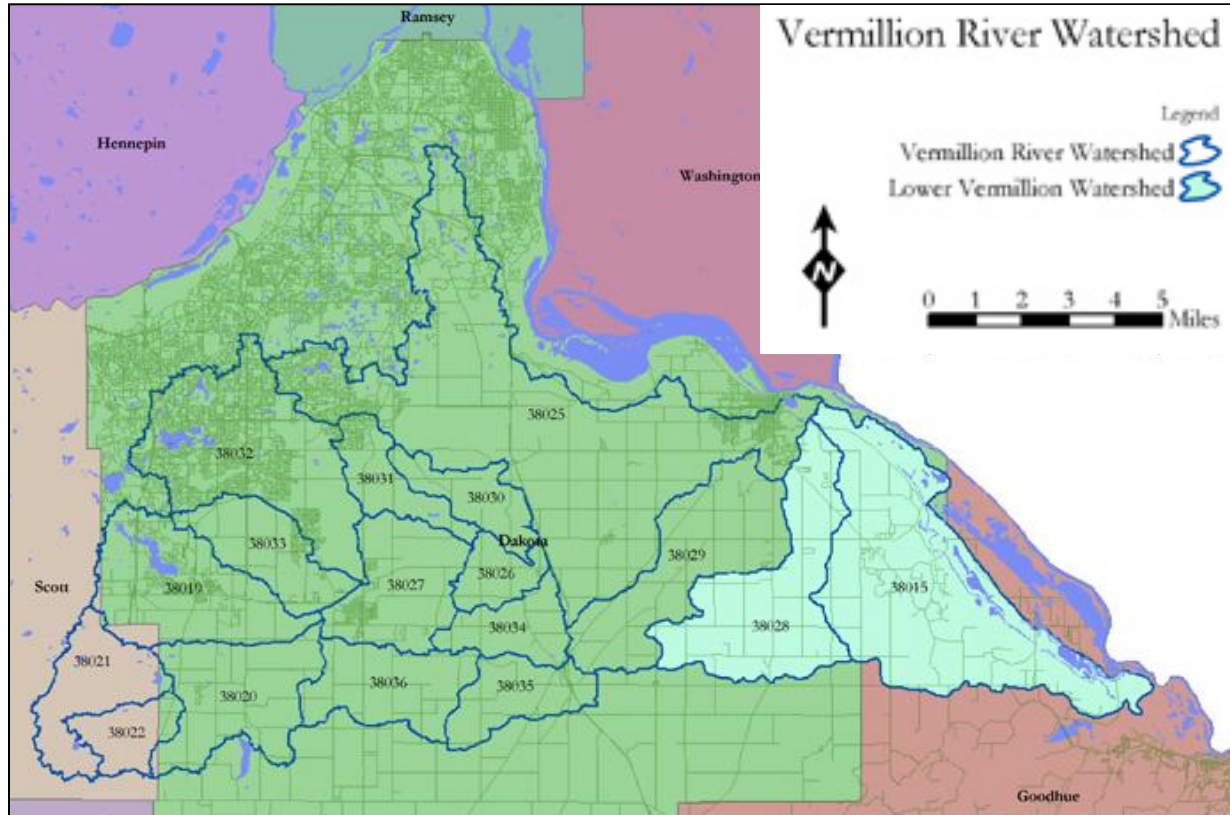 Ramsey
Vermillion River Watershed
Legend
Hennepin
Vermillion River Watershed
Washington
Lower Vermillion Watershed
N
0 1 2 3 4 5
Miles
38025
38032
38031
38030
38033
Dakota
38029
38026
Scott
38019
38027
38015
38034
38028
38021
38020
38036
38035
38022
Goodhue